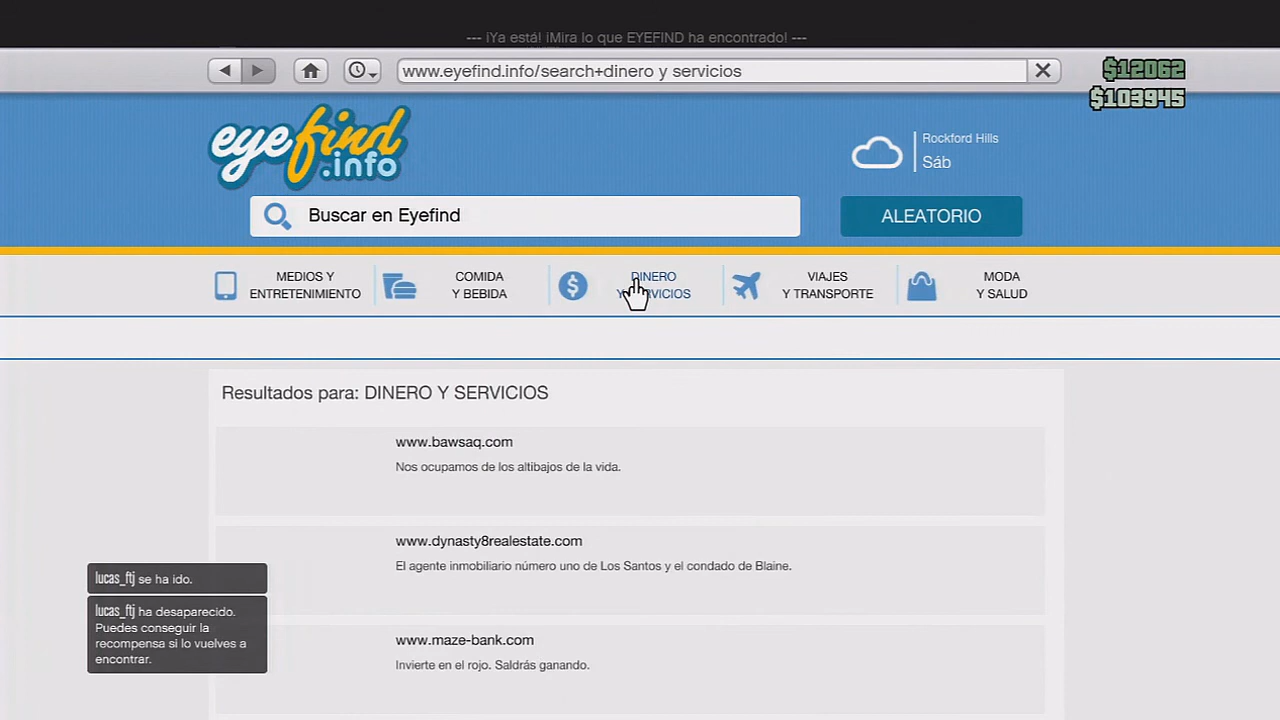 --- ¡Ya está! ¡Mira lo que EYEFIND ha encontrado! ---
www.eyefind.info/search+dinero y servicios
$12062
$103945
eyefind
.info
Rockford Hills
Sáb
Buscar en Eyefind
ALEATORIO
MEDIOS Y
ENTRETENIMIENTO
COMIDA
Y BEBIDA
DINERO
Y SERVICIOS
VIAJES
Y TRANSPORTE
MODA
Y SALUD
Resultados para: DINERO Y SERVICIOS
www.bawsaq.com
Nos ocupamos de los altibajos de la vida.
www.dynasty8realestate.com
El agente inmobiliario número uno de Los Santos y el condado de Blaine.
www.maze-bank.com
Invierte en el rojo. Saldrás ganando.
lucas_ftj se ha ido.
lucas_ftj ha desaparecido.
Puedes conseguir la
recompensa si lo vuelves a
encontrar.